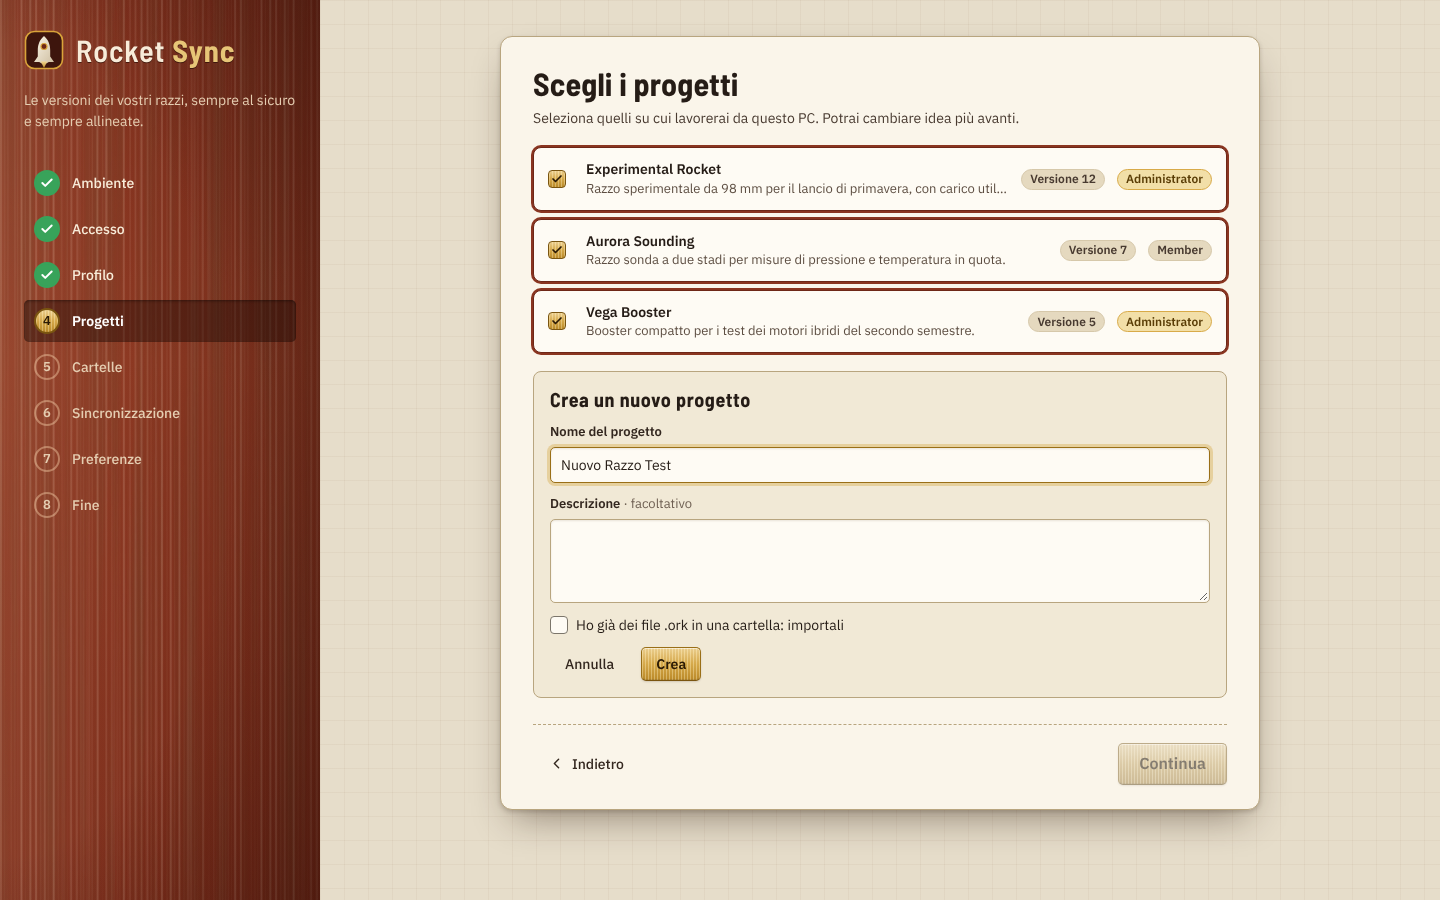 Rocket Sync
Le versioni dei vostri razzi, sempre al sicuro
e sempre allineate.
Ambiente
Accesso
Profilo
4 Progetti
5 Cartelle
6 Sincronizzazione
7 Preferenze
8 Fine
Scegli i progetti
Seleziona quelli su cui lavorerai da questo PC. Potrai cambiare idea più avanti.
Experimental Rocket
Razzo sperimentale da 98 mm per il lancio di primavera, con carico util...
Versione 12
Administrator
Aurora Sounding
Razzo sonda a due stadi per misure di pressione e temperatura in quota.
Versione 7
Member
Vega Booster
Booster compatto per i test dei motori ibridi del secondo semestre.
Versione 5
Administrator
Crea un nuovo progetto
Nome del progetto
Nuovo Razzo Test
Descrizione · facoltativo
Ho già dei file .ork in una cartella: importali
Annulla
Crea
Indietro
Continua